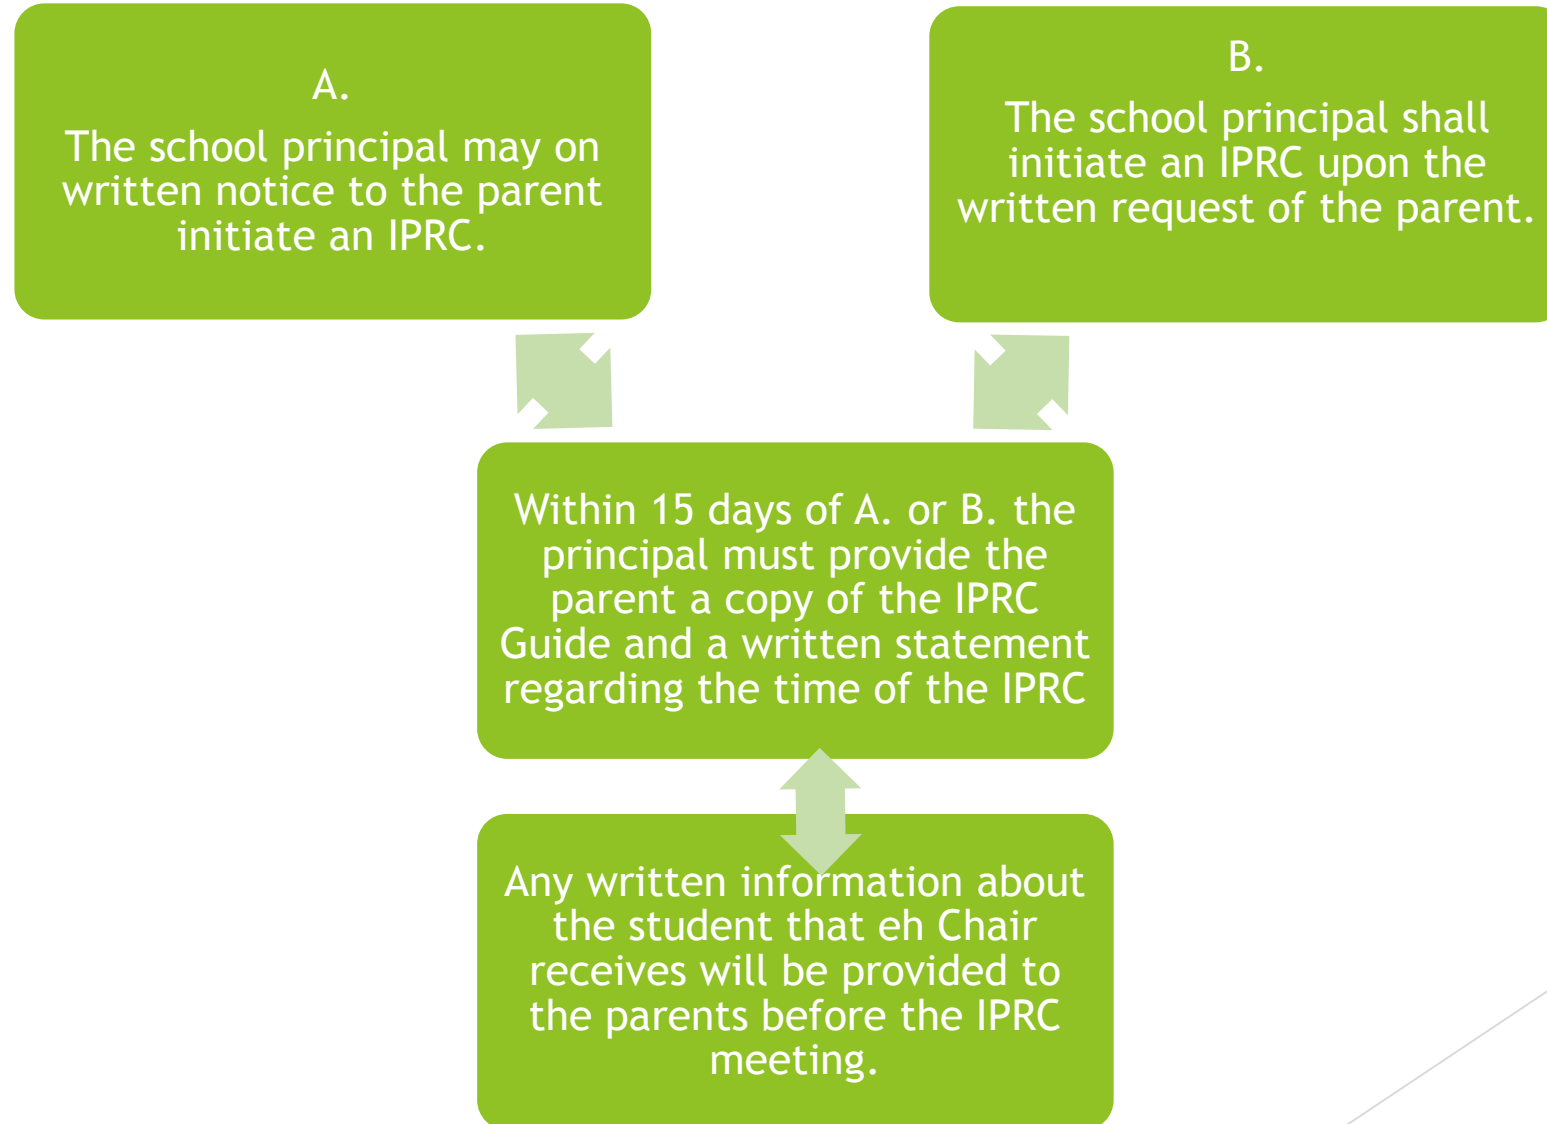 A.
The school principal may on
written notice to the parent
initiate an IPRC.
B.
The school principal shall
initiate an IPRC upon the
written request of the parent.
Within 15 days of A. or B. the
principal must provide the
parent a copy of the IPRC
Guide and a written statement
regarding the time of the IPRC
Any written information about
the student that eh Chair
receives will be provided to
the parents before the IPRC
meeting.